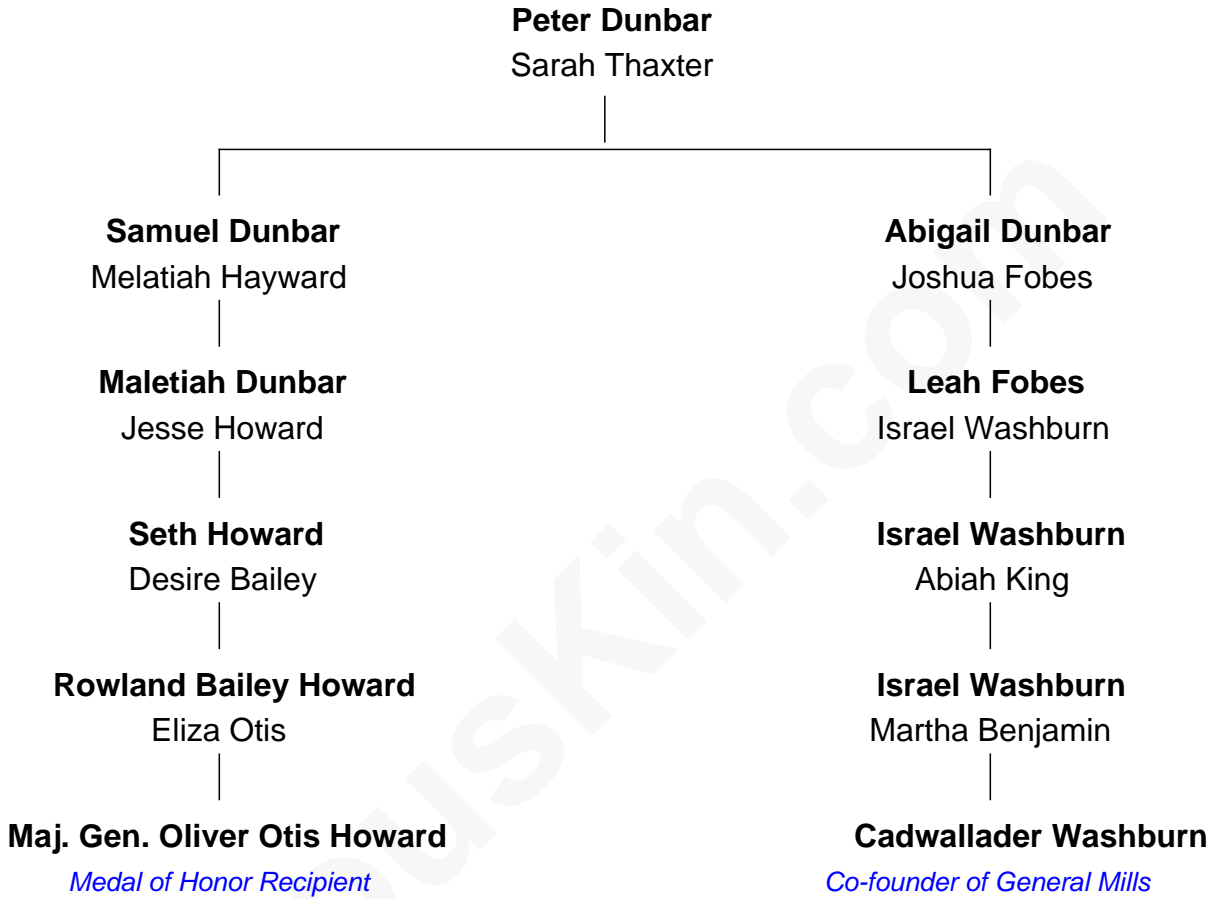 Peter Dunbar
Sarah Thaxter
Samuel Dunbar
Melatiah Hayward
Abigail Dunbar
Joshua Fobes
Maletiah Dunbar
Jesse Howard
Leah Fobes
Israel Washburn
Seth Howard
Desire Bailey
Israel Washburn
Abiah King
Rowland Bailey Howard
Eliza Otis
Israel Washburn
Martha Benjamin
Maj. Gen. Oliver Otis Howard
Medal of Honor Recipient
Cadwallader Washburn
Co-founder of General Mills
ousKin.com